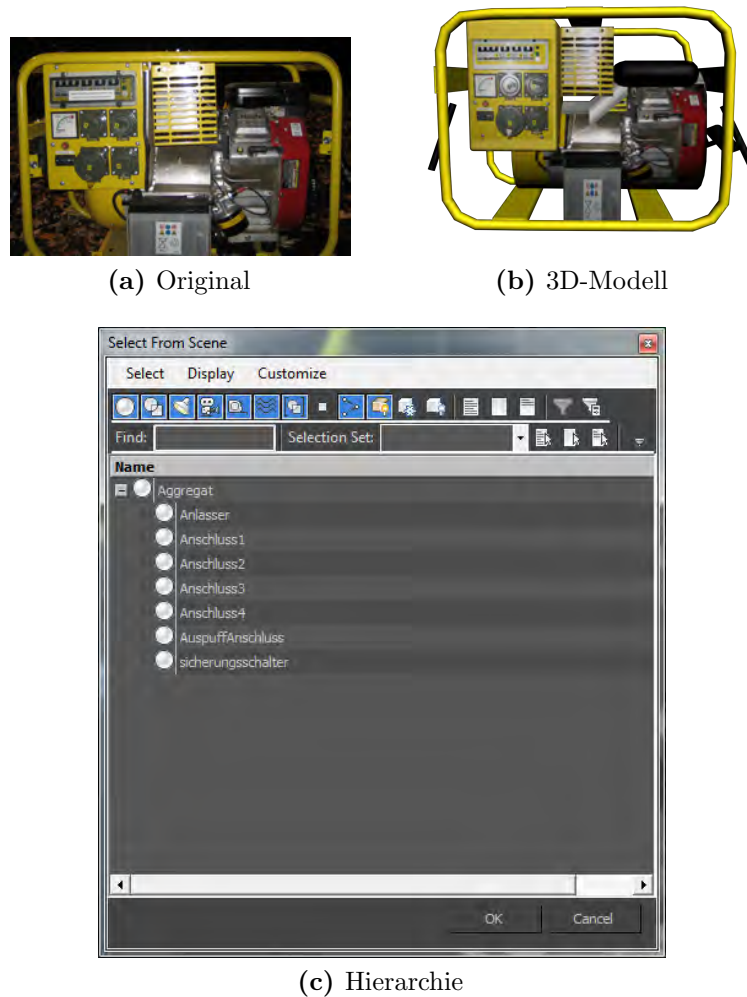 (a) Original
(b) 3D-Modell
Select From Scene
Select Display Customize
Find: Selection Set:
Name
Aggregat
Anlasser
Anschluss1
Anschluss2
Anschluss3
Anschluss4
AuspuffAnschluss
sicherungsschalter
OK Cancel
(c) Hierarchie